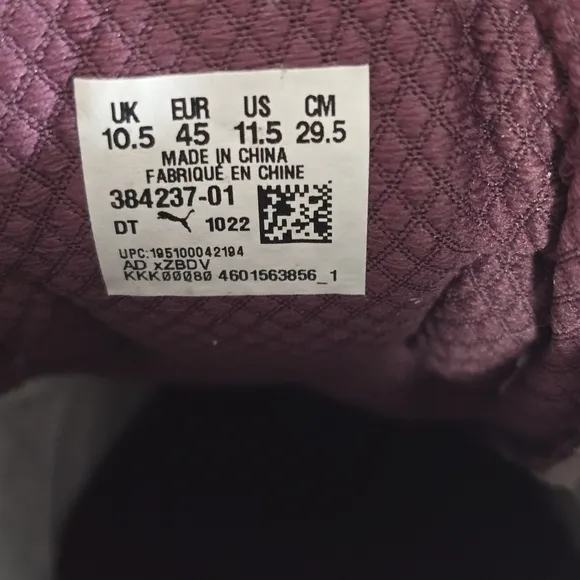 UK EUR US CM
10.5 45 11.5 29.5
MADE IN CHINA
FABRIQUÉ EN CHINE
384237-01
DT 1022
UPC:195100042194
AD xZBDV
KKK00080 4601563856_1